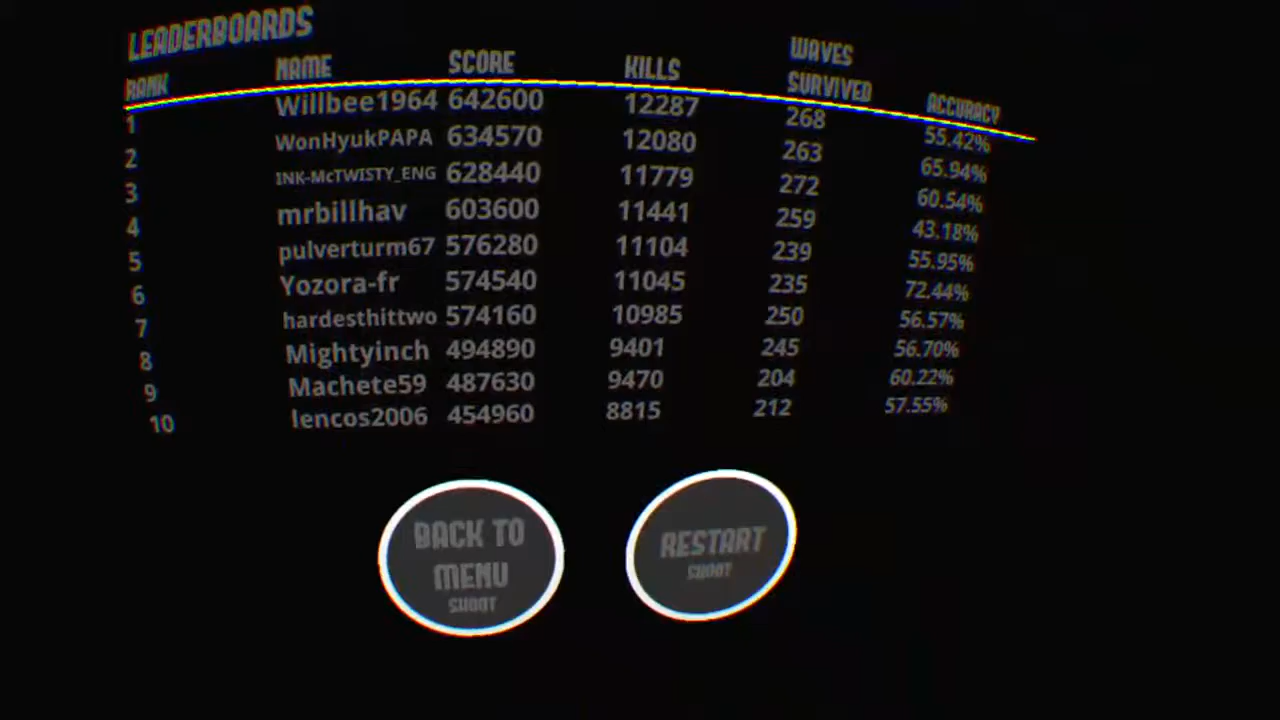 LEADERBOARDS
RANK NAME SCORE KILLS WAVES SURVIVED ACCURACY
1 Willbee1964 642600 12287 268 55.42%
2 WonHyukPAPA 634570 12080 263 65.94%
3 INK-McTWISTY_ENG 628440 11779 272 60.54%
4 mrbillhav 603600 11441 259 43.18%
5 pulverturm67 576280 11104 239 55.95%
6 Yozora-fr 574540 11045 235 72.44%
7 hardesthittwo 574160 10985 250 56.57%
8 Mightyinch 494890 9401 245 56.70%
9 Machete59 487630 9470 204 60.22%
10 lencos2006 454960 8815 212 57.55%
BACK TO
MENU
SHOOT
RESTART
SHOOT